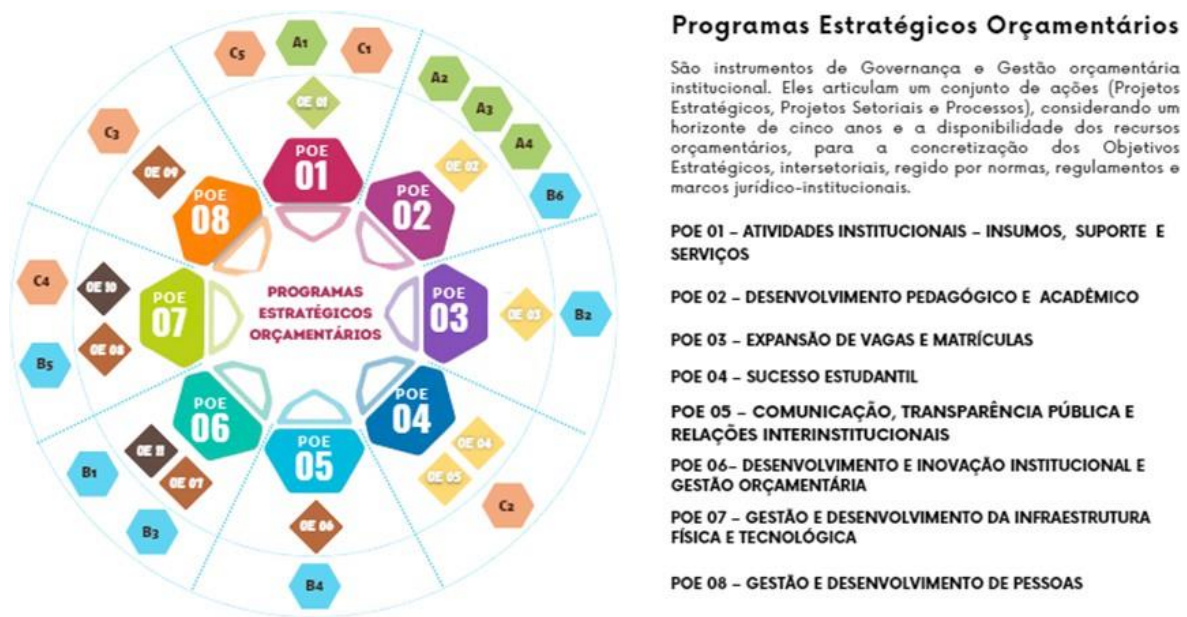 C5
A1
C1
OE 01
A2
A3
A4
B6
OE 02
C3
OE 09
POE
01
POE
02
POE
08
C4
OE 10
OE 08
B5
POE
07
PROGRAMAS
ESTRATÉGICOS
ORÇAMENTÁRIOS
POE
03
OE 03
B2
POE
06
POE
05
POE
04
OE 04
OE 05
C2
B1
OE 11
OE 07
B3
OE 06
B4
Programas Estratégicos Orçamentários
São instrumentos de Governança e Gestão orçamentária
institucional. Eles articulam um conjunto de ações (Projetos
Estratégicos, Projetos Setoriais e Processos), considerando um
horizonte de cinco anos e a disponibilidade dos recursos
orçamentários, para a concretização dos Objetivos
Estratégicos, intersetoriais, regido por normas, regulamentos e
marcos jurídico-institucionais.
POE 01 – ATIVIDADES INSTITUCIONAIS – INSUMOS, SUPORTE E
SERVIÇOS
POE 02 – DESENVOLVIMENTO PEDAGÓGICO E ACADÊMICO
POE 03 – EXPANSÃO DE VAGAS E MATRÍCULAS
POE 04 – SUCESSO ESTUDANTIL
POE 05 – COMUNICAÇÃO, TRANSPARÊNCIA PÚBLICA E
RELAÇÕES INTERINSTITUCIONAIS
POE 06– DESENVOLVIMENTO E INOVAÇÃO INSTITUCIONAL E
GESTÃO ORÇAMENTÁRIA
POE 07 – GESTÃO E DESENVOLVIMENTO DA INFRAESTRUTURA
FÍSICA E TECNOLÓGICA
POE 08 – GESTÃO E DESENVOLVIMENTO DE PESSOAS